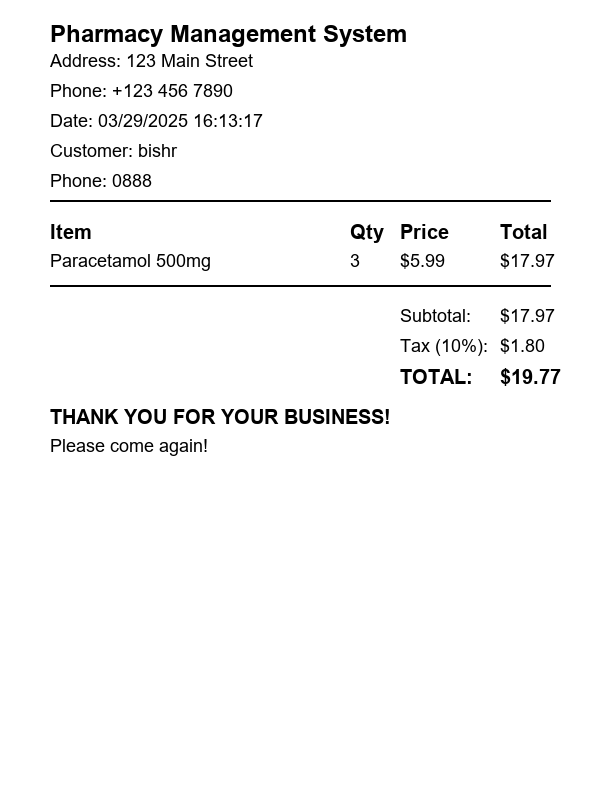 Pharmacy Management System
Address: 123 Main Street
Phone: +123 456 7890
Date: 03/29/2025 16:13:17
Customer: bishr
Phone: 0888
Item Qty Price Total
Paracetamol 500mg 3 $5.99 $17.97
Subtotal: $17.97
Tax (10%): $1.80
TOTAL: $19.77
THANK YOU FOR YOUR BUSINESS!
Please come again!